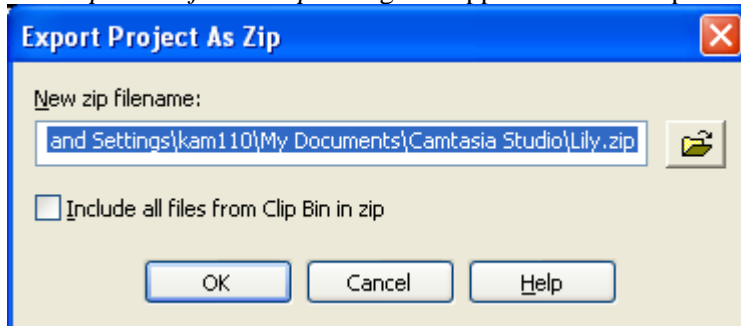 Export Project As Zip
New zip filename:
and Settings\kam110\My Documents\Camtasia Studio\Lily.zip
Include all files from Clip Bin in zip
OK Cancel Help